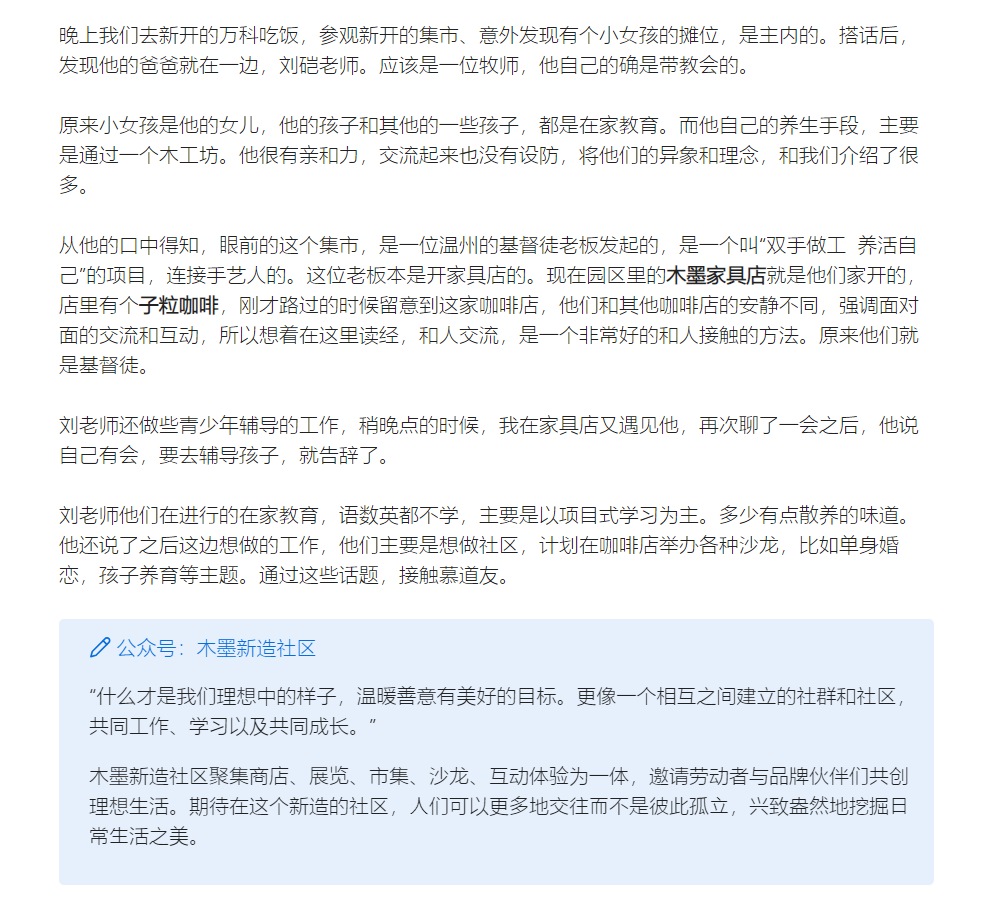 晚上我们去新开的万科吃饭，参观新开的集市、意外发现有个小女孩的摊位，是主内的。搭话后，
发现他的爸爸就在一边，刘硙老师。应该是一位牧师，他自己的确是带教会的。
原来小女孩是他的女儿，他的孩子和其他的一些孩子，都是在家教育。而他自己的养生手段，主要
是通过一个木工坊。他很有亲和力，交流起来也没有设防，将他们的异象和理念，和我们介绍了很
多。
从他的口中得知，眼前的这个集市，是一位温州的基督徒老板发起的，是一个叫“双手做工 养活自
己”的项目，连接手艺人的。这位老板本是开家具店的。现在园区里的木墨家具店就是他们家开的，
店里有个子粒咖啡，刚才路过的时候留意到这家咖啡店，他们和其他咖啡店的安静不同，强调面对
面的交流和互动，所以想着在这里读经，和人交流，是一个非常好的和人接触的方法。原来他们就
是基督徒。
刘老师还做些青少年辅导的工作，稍晚点的时候，我在家具店又遇见他，再次聊了一会之后，他说
自己有会，要去辅导孩子，就告辞了。
刘老师他们在进行的在家教育，语数英都不学，主要是以项目式学习为主。多少有点散养的味道。
他还说了之后这边想做的工作，他们主要是想做社区，计划在咖啡店举办各种沙龙，比如单身婚
恋，孩子养育等主题。通过这些话题，接触慕道友。
公众号：木墨新造社区
“什么才是我们理想中的样子，温暖善意有美好的目标。更像一个相互之间建立的社群和社区，
共同工作、学习以及共同成长。”
木墨新造社区聚集商店、展览、市集、沙龙、互动体验为一体，邀请劳动者与品牌伙伴们共创
理想生活。期待在这个新造的社区，人们可以更多地交往而不是彼此孤立，兴致盎然地挖掘日
常生活之美。